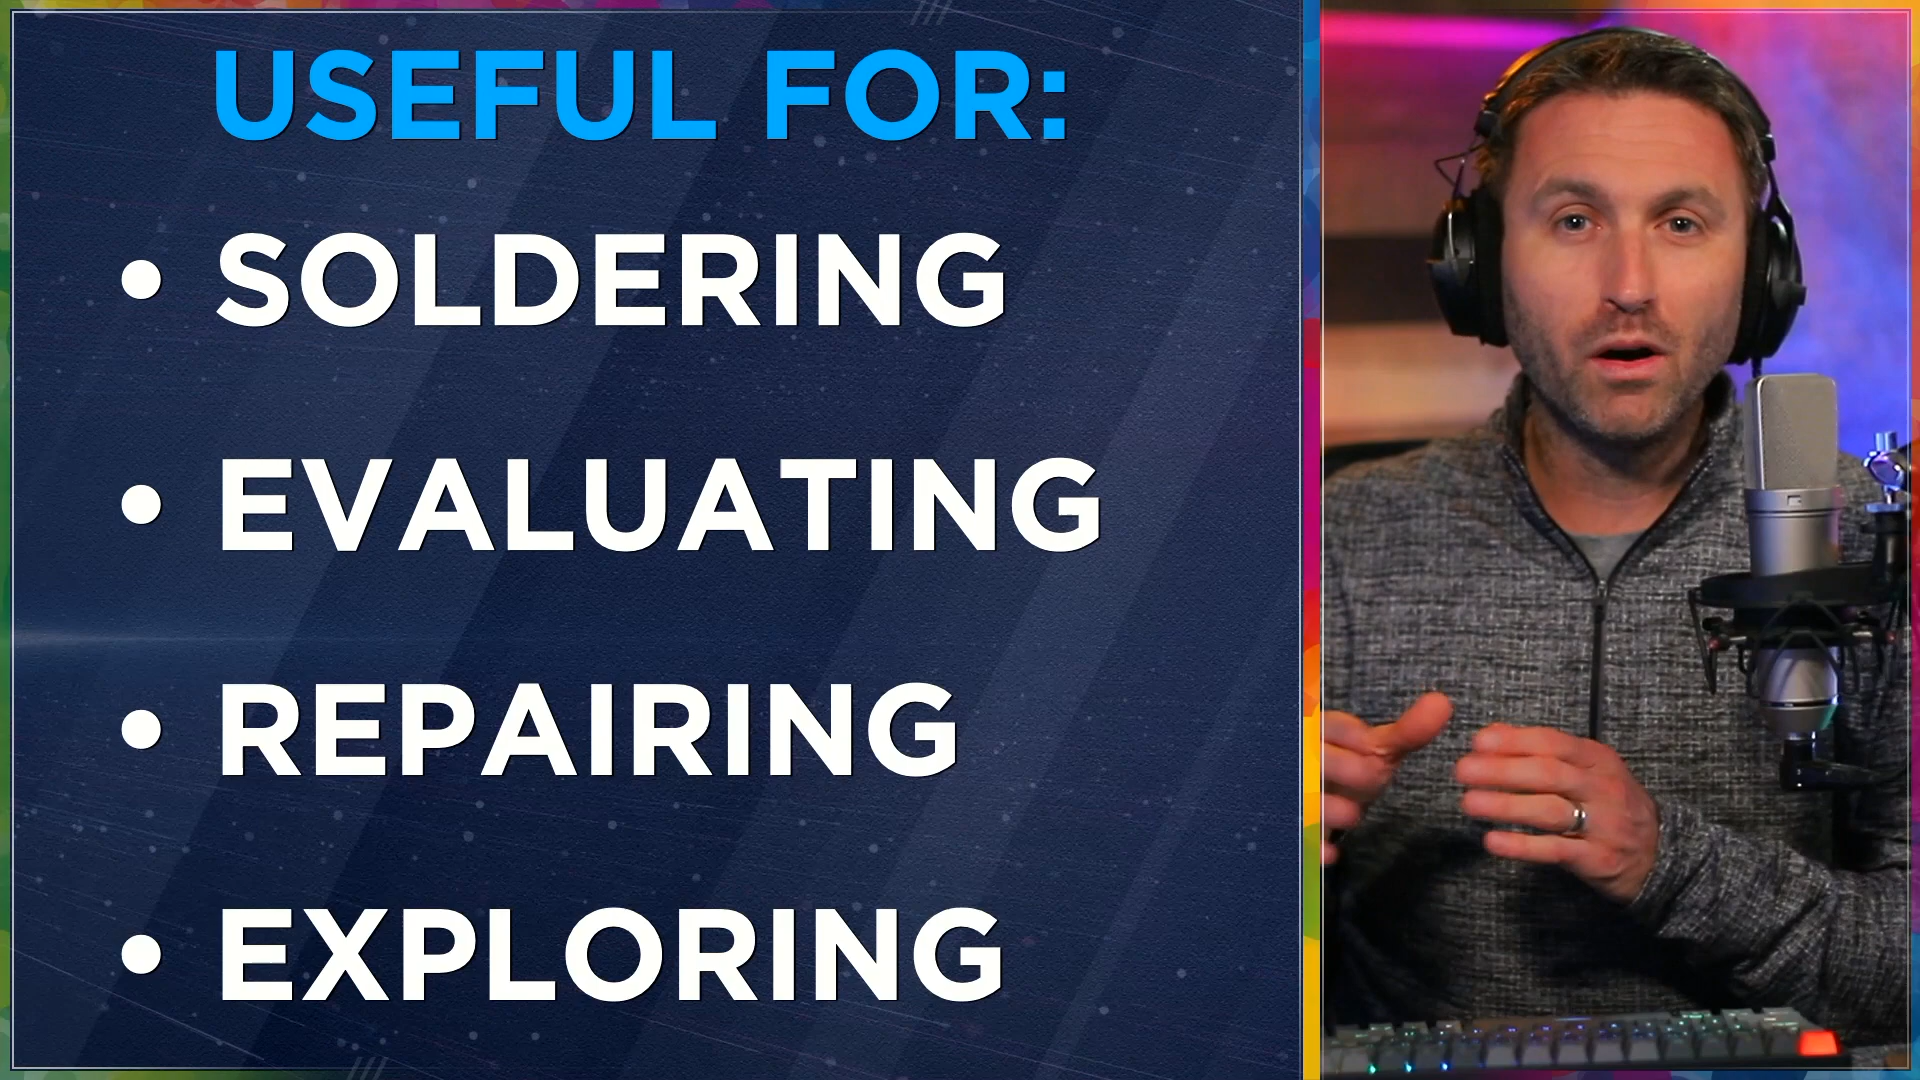 USEFUL FOR:
• SOLDERING
• EVALUATING
• REPAIRING
• EXPLORING